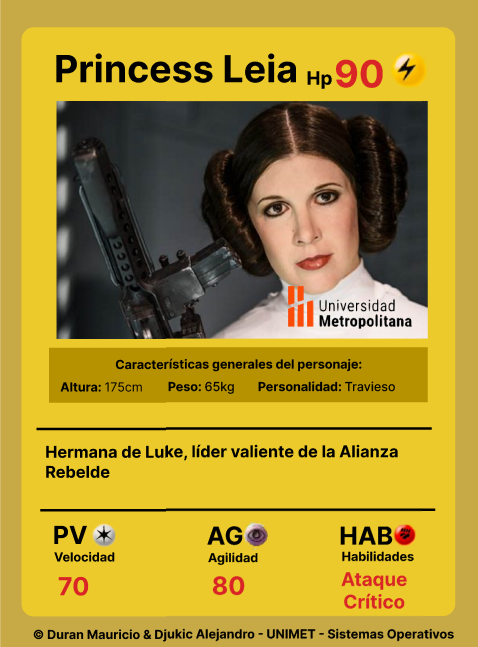 Princess Leia Hp 90
Universidad
Metropolitana
Características generales del personaje:
Altura: 175cm Peso: 65kg Personalidad: Travieso
Hermana de Luke, líder valiente de la Alianza
Rebelde
PV AG HAB
Velocidad Agilidad Habilidades
70 80 Ataque
Crítico
© Duran Mauricio & Djukic Alejandro - UNIMET - Sistemas Operativos